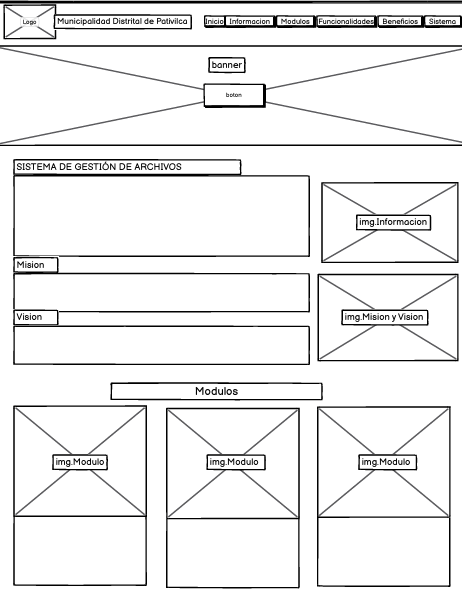 Logo
Municipalidad Distrital de Pativilca
Inicio Informacion Modulos Funcionalidades Beneficios Sistema
banner
boton
SISTEMA DE GESTIÓN DE ARCHIVOS
img.Informacion
Mision
img.Mision y Vision
Vision
Modulos
img.Modulo img.Modulo img.Modulo